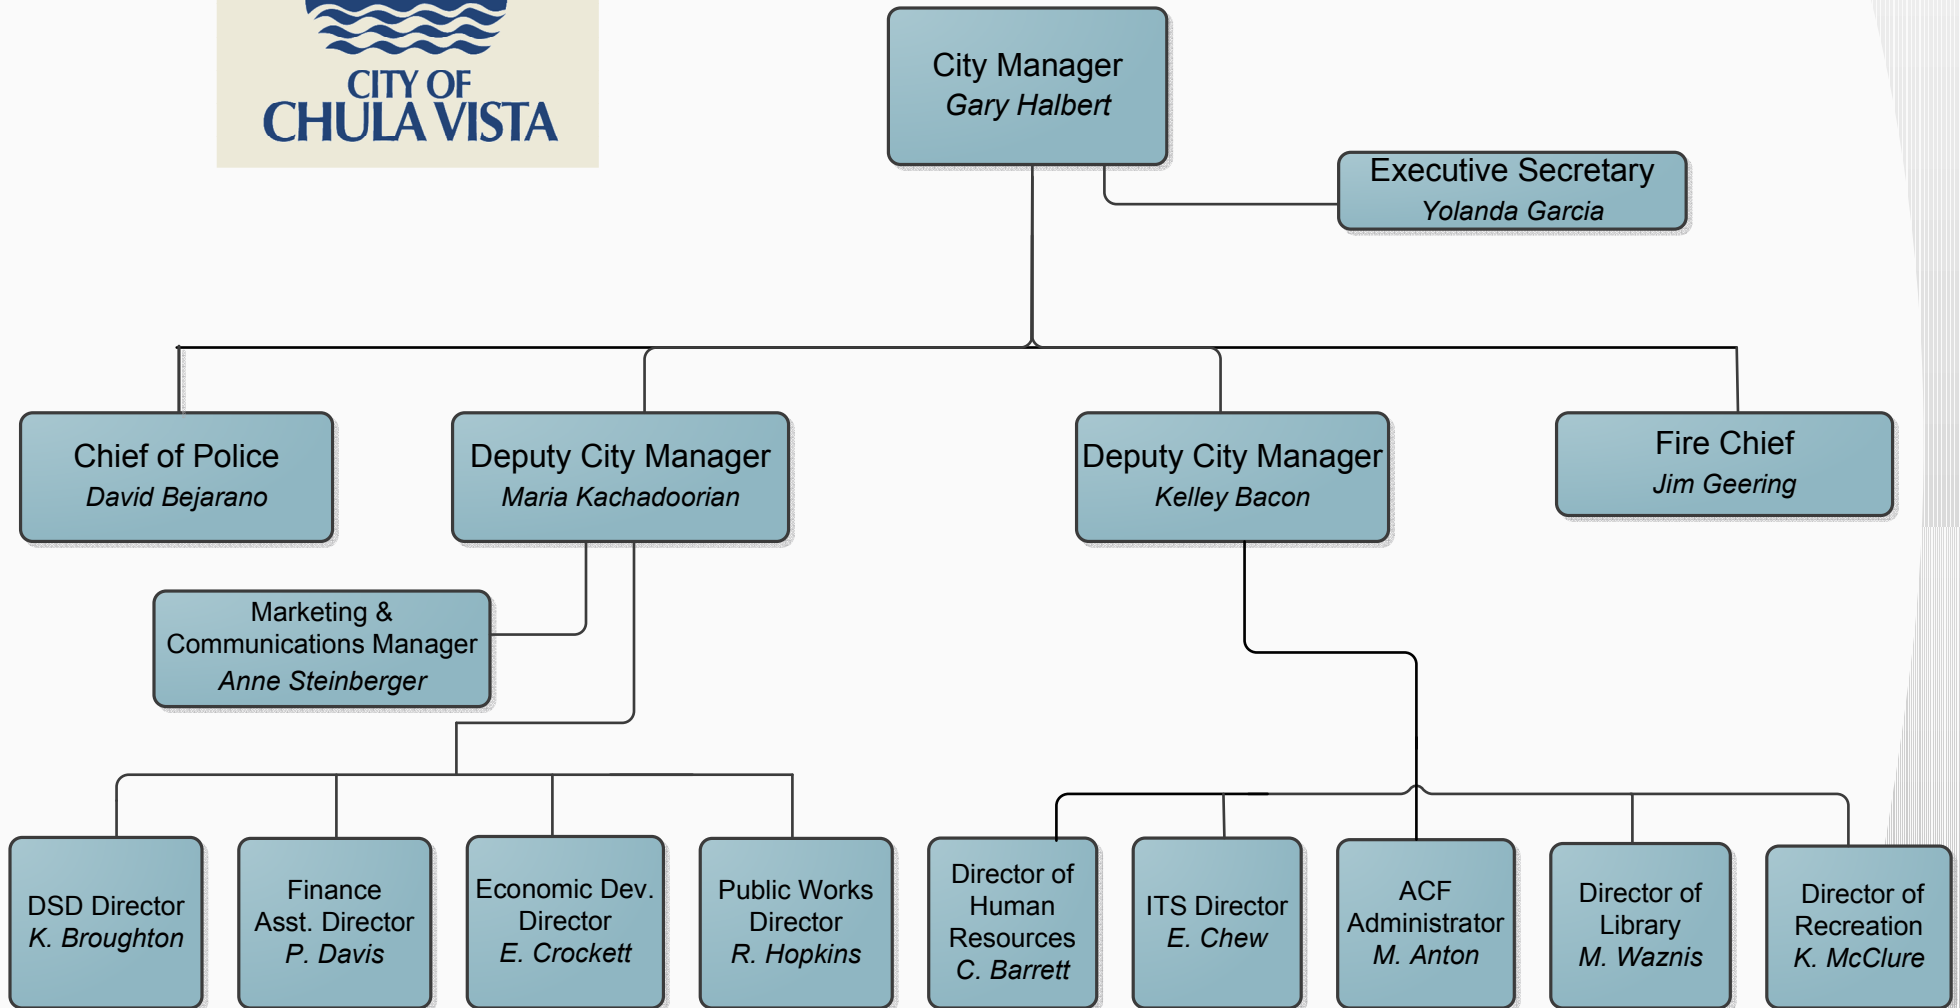 CITY OF
CHULA VISTA
City Manager
Gary Halbert
Executive Secretary
Yolanda Garcia
Chief of Police
David Bejarano
Deputy City Manager
Maria Kachadoorian
Deputy City Manager
Kelley Bacon
Fire Chief
Jim Geering
Marketing &
Communications Manager
Anne Steinberger
DSD Director
K. Broughton
Finance
Asst. Director
P. Davis
Economic Dev.
Director
E. Crockett
Public Works
Director
R. Hopkins
Director of
Human
Resources
C. Barrett
ITS Director
E. Chew
ACF
Administrator
M. Anton
Director of
Library
M. Waznis
Director of
Recreation
K. McClure